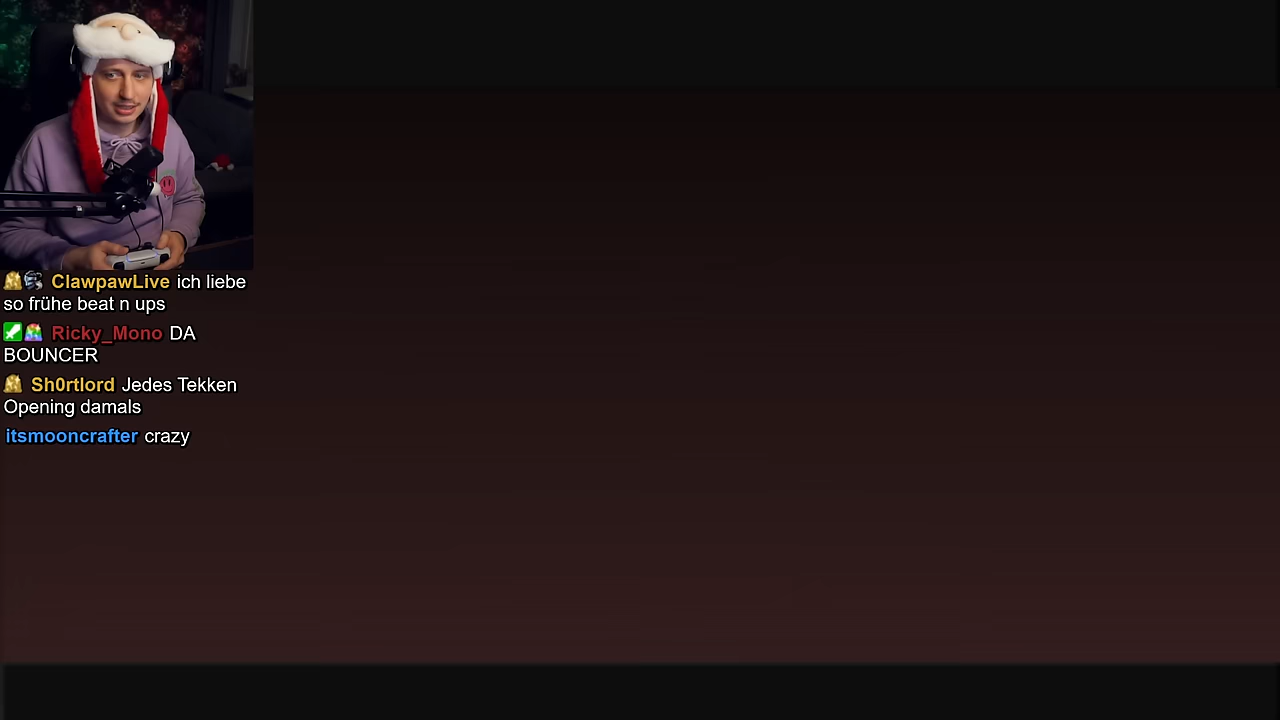 ClawpawLive ich liebe
so frühe beat n ups
Ricky_Mono DA
BOUNCER
Sh0rtlord Jedes Tekken
Opening damals
itsmooncrafter crazy